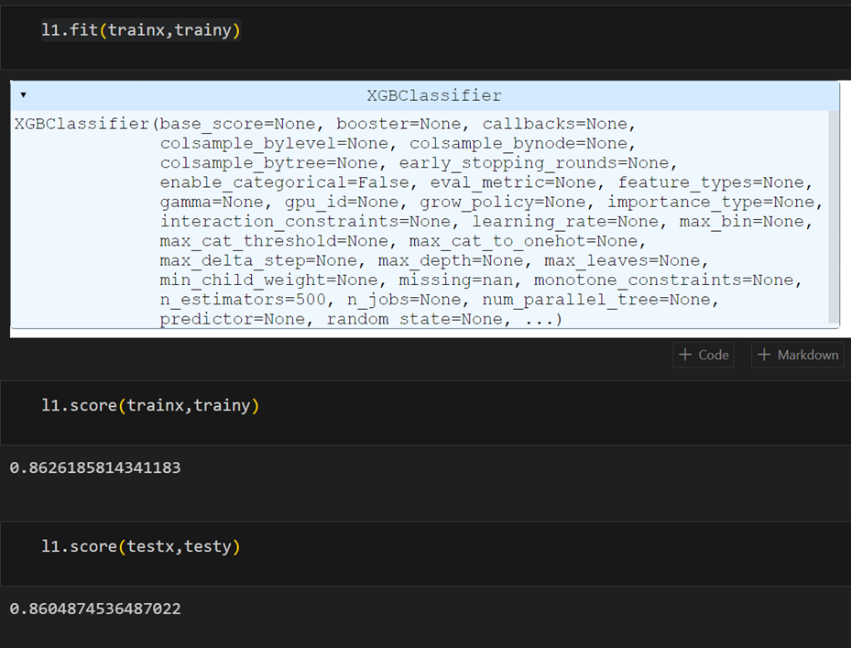 l1.fit(trainx,trainy)
▾ XGBClassifier
XGBClassifier(base_score=None, booster=None, callbacks=None,
colsample_bylevel=None, colsample_bynode=None,
colsample_bytree=None, early_stopping_rounds=None,
enable_categorical=False, eval_metric=None, feature_types=None,
gamma=None, gpu_id=None, grow_policy=None, importance_type=None,
interaction_constraints=None, learning_rate=None, max_bin=None,
max_cat_threshold=None, max_cat_to_onehot=None,
max_delta_step=None, max_depth=None, max_leaves=None,
min_child_weight=None, missing=nan, monotone_constraints=None,
n_estimators=500, n_jobs=None, num_parallel_tree=None,
predictor=None, random_state=None, ...)
+ Code + Markdown
l1.score(trainx,trainy)
0.8626185814341183
l1.score(testx,testy)
0.8604874536487022